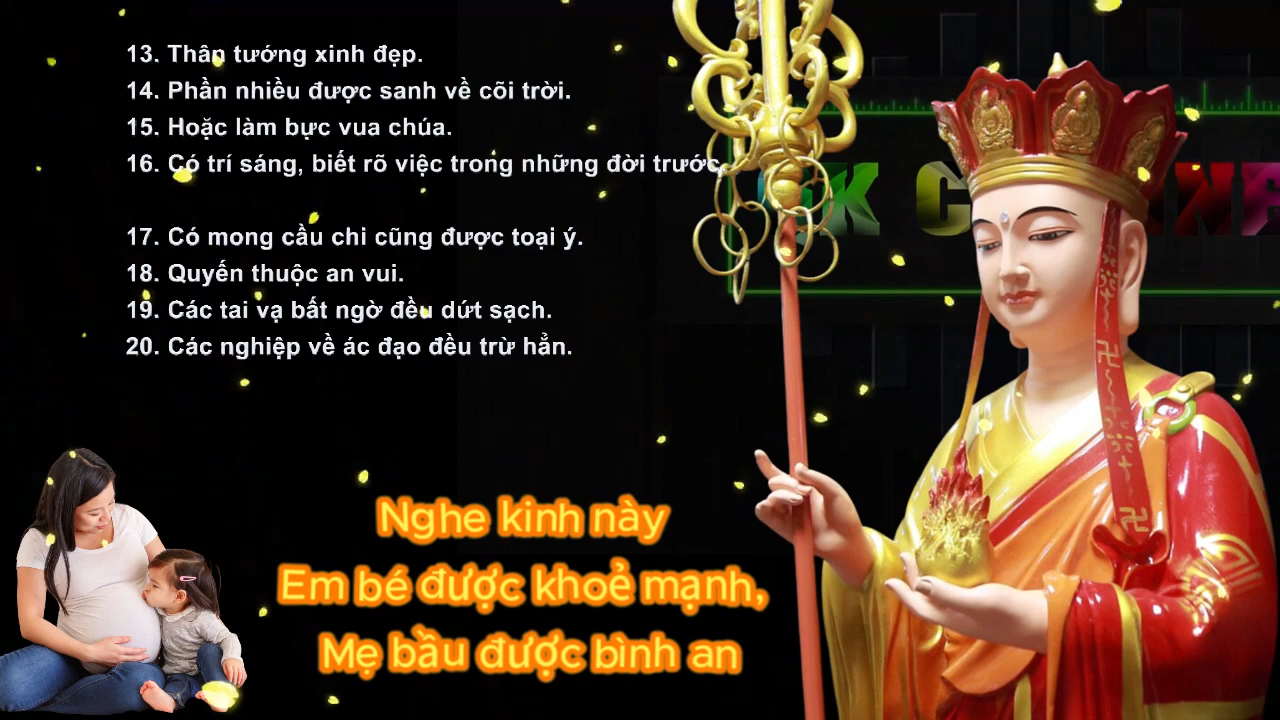 13. Thân tướng xinh đẹp.
14. Phần nhiều được sanh về cõi trời.
15. Hoặc làm bực vua chúa.
16. Có trí sáng, biết rõ việc trong những đời trước.
17. Có mong cầu chi cũng được toại ý.
18. Quyến thuộc an vui.
19. Các tai vạ bất ngờ đều dứt sạch.
20. Các nghiệp về ác đạo đều trừ hẳn.
Nghe kinh này
Em bé được khoẻ mạnh,
Mẹ bầu được bình an